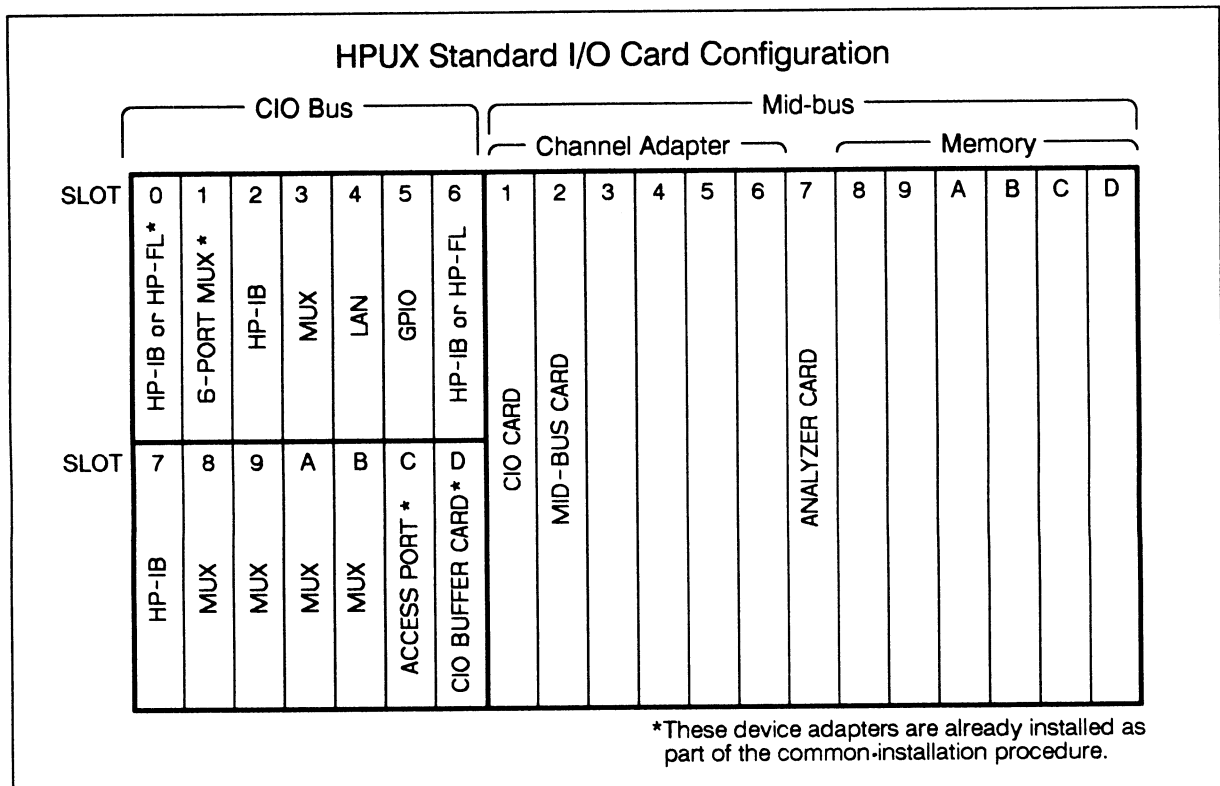 HPUX Standard I/O Card Configuration
CIO Bus
Mid-bus
Channel Adapter
Memory
SLOT 0 1 2 3 4 5 6 1 2 3 4 5 6 7 8 9 A B C D
HP-IB or HP-FL*
6-PORT MUX*
HP-IB
MUX
LAN
GPIO
HP-IB or HP-FL
CIO CARD
MID-BUS CARD
ANALYZER CARD
SLOT 7 8 9 A B C D
HP-IB
MUX
MUX
MUX
MUX
ACCESS PORT*
CIO BUFFER CARD*
*These device adapters are already installed as
part of the common-installation procedure.